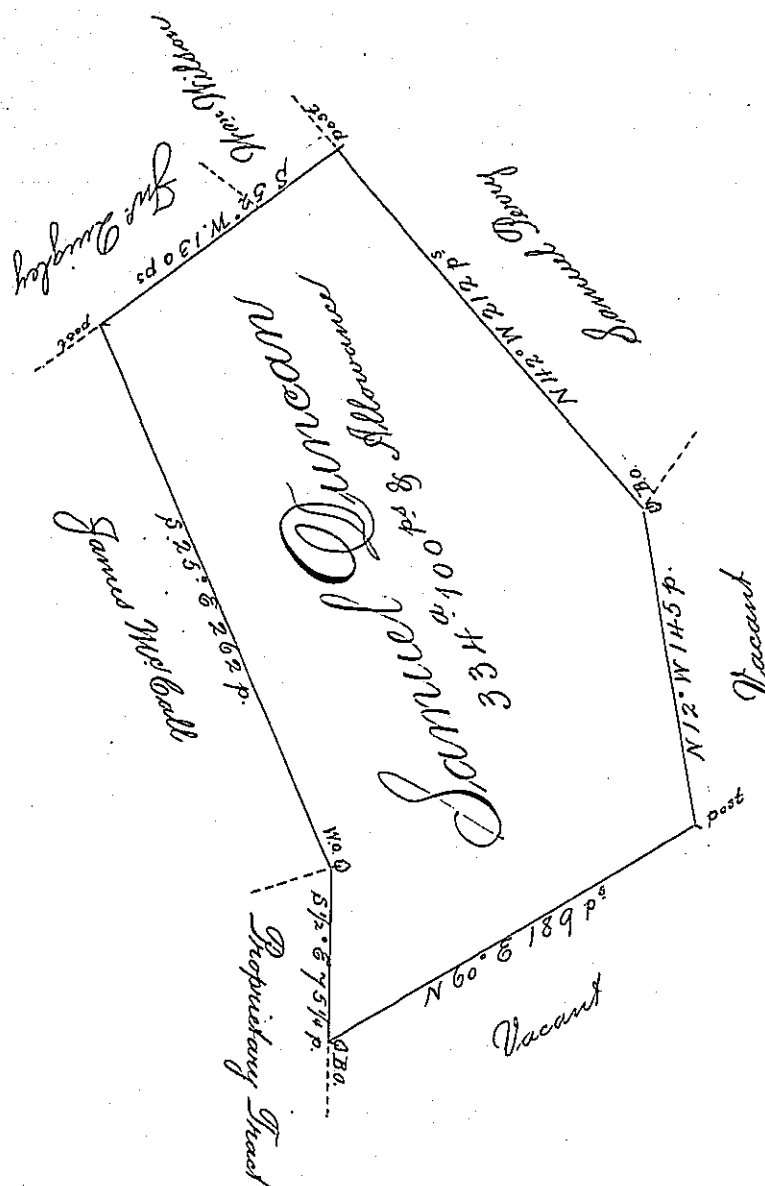 Samuel Duncan
334.a 100 ps & Allowance
post
Samuel Perry
N 42° W 212 ps
B.O.
Vacant
N 12° W 145 p.
post
Vacant
N 60° E 189 ps
B.O.
Proprietary Tract
S ½° E 75 ¼ p.
W.O.
James McCall
S. 25° E 262 p.
post
Jno. Quigley
Wm. Wilson
S 52° W. 130 ps